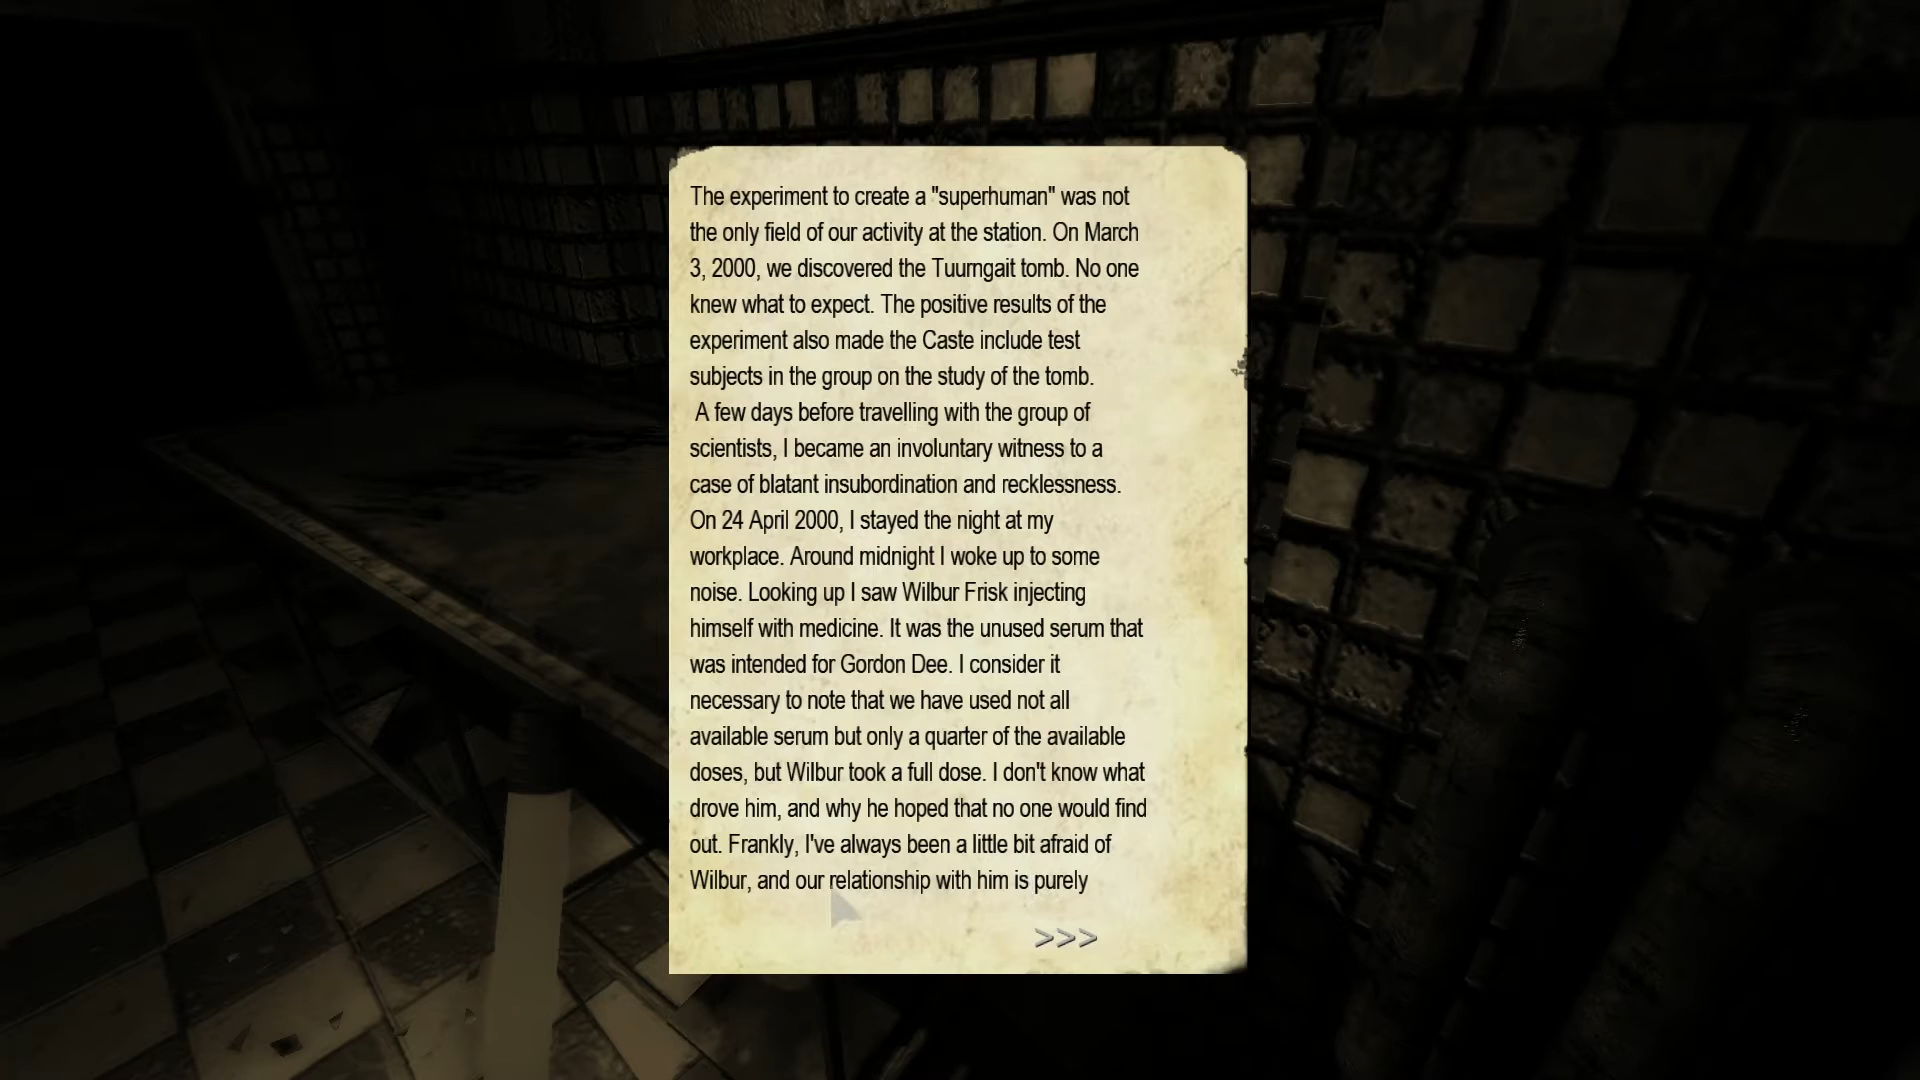 The experiment to create a "superhuman" was not
the only field of our activity at the station. On March
3, 2000, we discovered the Tuurngait tomb. No one
knew what to expect. The positive results of the
experiment also made the Caste include test
subjects in the group on the study of the tomb.
A few days before travelling with the group of
scientists, I became an involuntary witness to a
case of blatant insubordination and recklessness.
On 24 April 2000, I stayed the night at my
workplace. Around midnight I woke up to some
noise. Looking up I saw Wilbur Frisk injecting
himself with medicine. It was the unused serum that
was intended for Gordon Dee. I consider it
necessary to note that we have used not all
available serum but only a quarter of the available
doses, but Wilbur took a full dose. I don't know what
drove him, and why he hoped that no one would find
out. Frankly, I've always been a little bit afraid of
Wilbur, and our relationship with him is purely
>>>